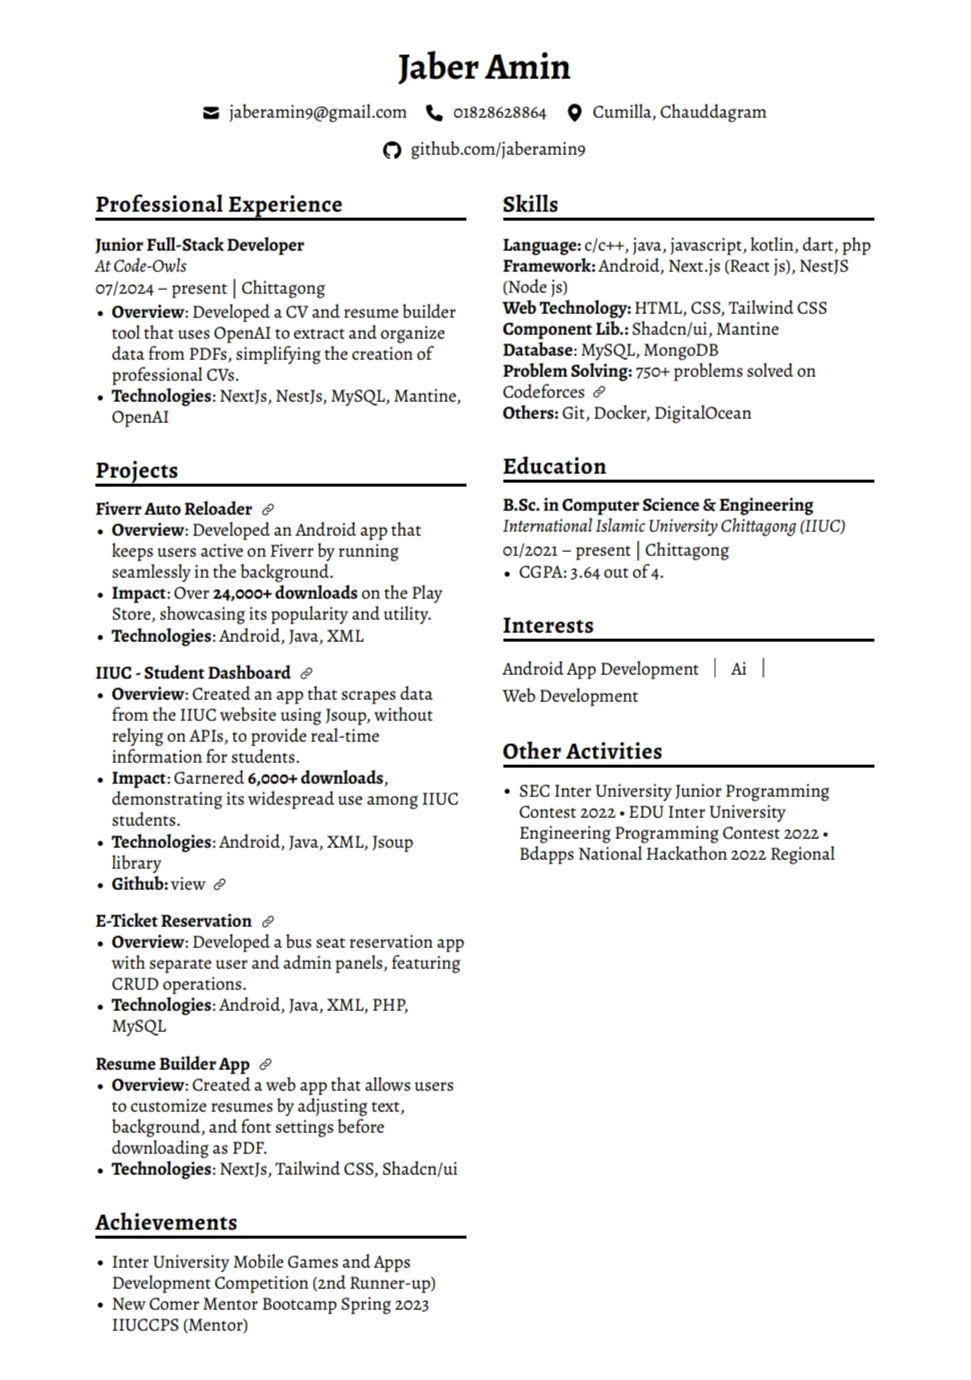 Jaber Amin
jaberamin9@gmail.com 01828628864 Cumilla, Chauddagram
github.com/jaberamin9
Professional Experience
Junior Full-Stack Developer
At Code-Owls
07/2024 – present | Chittagong
• Overview: Developed a CV and resume builder
tool that uses OpenAI to extract and organize
data from PDFs, simplifying the creation of
professional CVs.
• Technologies: NextJs, NestJs, MySQL, Mantine,
OpenAI
Projects
Fiverr Auto Reloader
• Overview: Developed an Android app that
keeps users active on Fiverr by running
seamlessly in the background.
• Impact: Over 24,000+ downloads on the Play
Store, showcasing its popularity and utility.
• Technologies: Android, Java, XML
IIUC - Student Dashboard
• Overview: Created an app that scrapes data
from the IIUC website using Jsoup, without
relying on APIs, to provide real-time
information for students.
• Impact: Garnered 6,000+ downloads,
demonstrating its widespread use among IIUC
students.
• Technologies: Android, Java, XML, Jsoup
library
• Github: view
E-Ticket Reservation
• Overview: Developed a bus seat reservation app
with separate user and admin panels, featuring
CRUD operations.
• Technologies: Android, Java, XML, PHP,
MySQL
Resume Builder App
• Overview: Created a web app that allows users
to customize resumes by adjusting text,
background, and font settings before
downloading as PDF.
• Technologies: NextJs, Tailwind CSS, Shadcn/ui
Achievements
• Inter University Mobile Games and Apps
Development Competition (2nd Runner-up)
• New Comer Mentor Bootcamp Spring 2023
IIUCCPS (Mentor)
Skills
Language: c/c++, java, javascript, kotlin, dart, php
Framework: Android, Next.js (React js), NestJS
(Node js)
Web Technology: HTML, CSS, Tailwind CSS
Component Lib.: Shadcn/ui, Mantine
Database: MySQL, MongoDB
Problem Solving: 750+ problems solved on
Codeforces
Others: Git, Docker, DigitalOcean
Education
B.Sc. in Computer Science & Engineering
International Islamic University Chittagong (IIUC)
01/2021 – present | Chittagong
• CGPA: 3.64 out of 4.
Interests
Android App Development | Ai |
Web Development
Other Activities
• SEC Inter University Junior Programming
Contest 2022 • EDU Inter University
Engineering Programming Contest 2022 •
Bdapps National Hackathon 2022 Regional